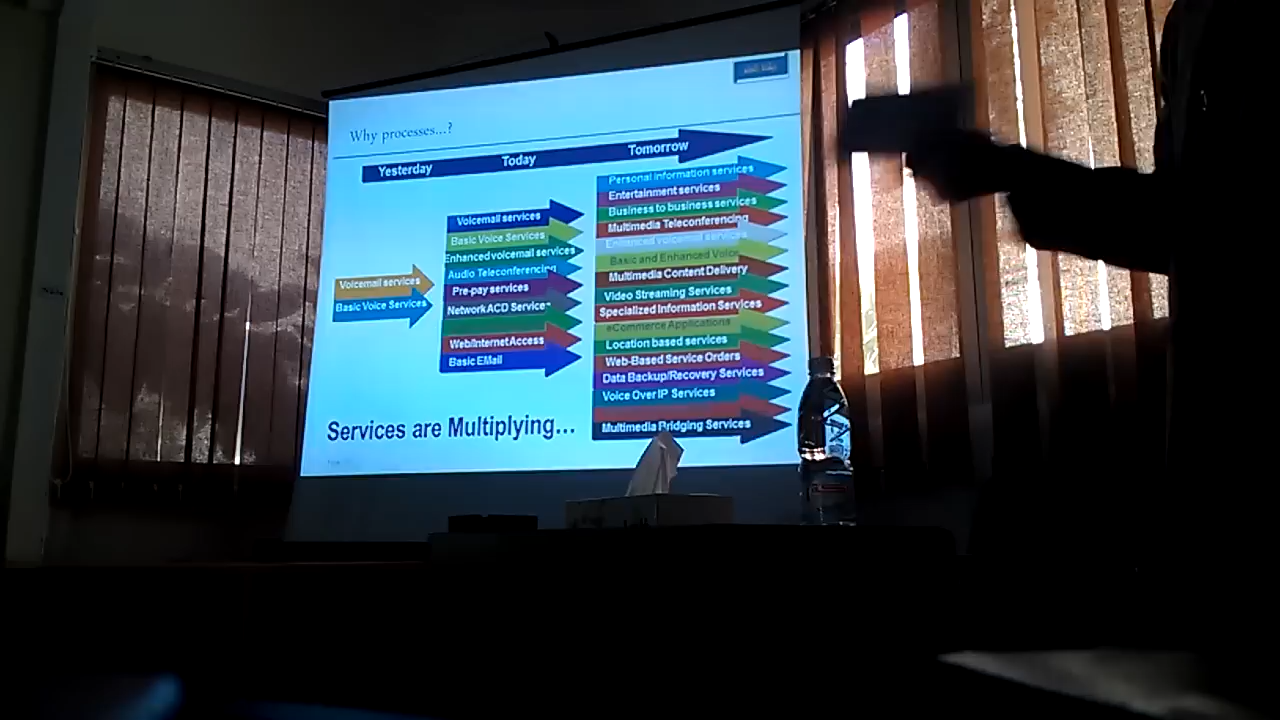 Why processes...?
Yesterday Today Tomorrow
Voicemail services
Basic Voice Services
Voicemail services
Basic Voice Services
Enhanced voicemail services
Audio Teleconferencing
Pre-pay services
Network ACD Services
Web/Internet Access
Basic EMail
Personal Information services
Entertainment services
Business to business services
Multimedia Teleconferencing
Enhanced voicemail services
Basic and Enhanced Voice
Multimedia Content Delivery
Video Streaming Services
Specialized Information Services
eCommerce Applications
Location based services
Web-Based Service Orders
Data Backup/Recovery Services
Voice Over IP Services
Multimedia Bridging Services
Services are Multiplying...